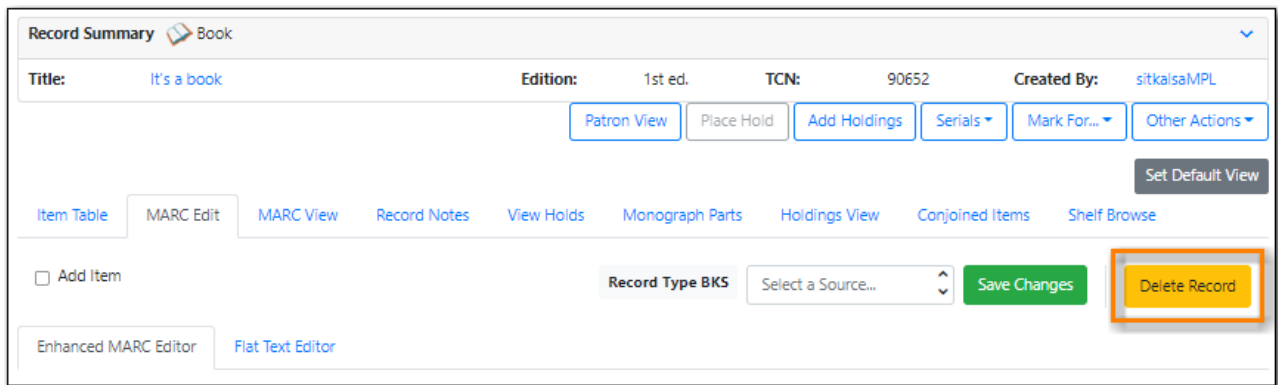 Record Summary Book
Title: It's a book Edition: 1st ed. TCN: 90652 Created By: sitkalsaMPL
Patron View Place Hold Add Holdings Serials Mark For... Other Actions
Set Default View
Item Table MARC Edit MARC View Record Notes View Holds Monograph Parts Holdings View Conjoined Items Shelf Browse
Add Item Record Type BKS Select a Source... Save Changes Delete Record
Enhanced MARC Editor Flat Text Editor